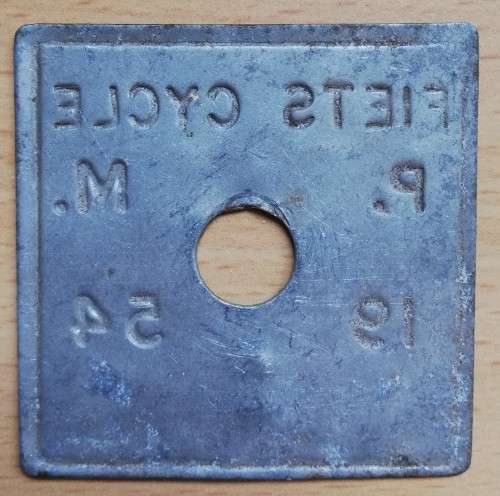 FIETS CYCLE
P. M.
19 54